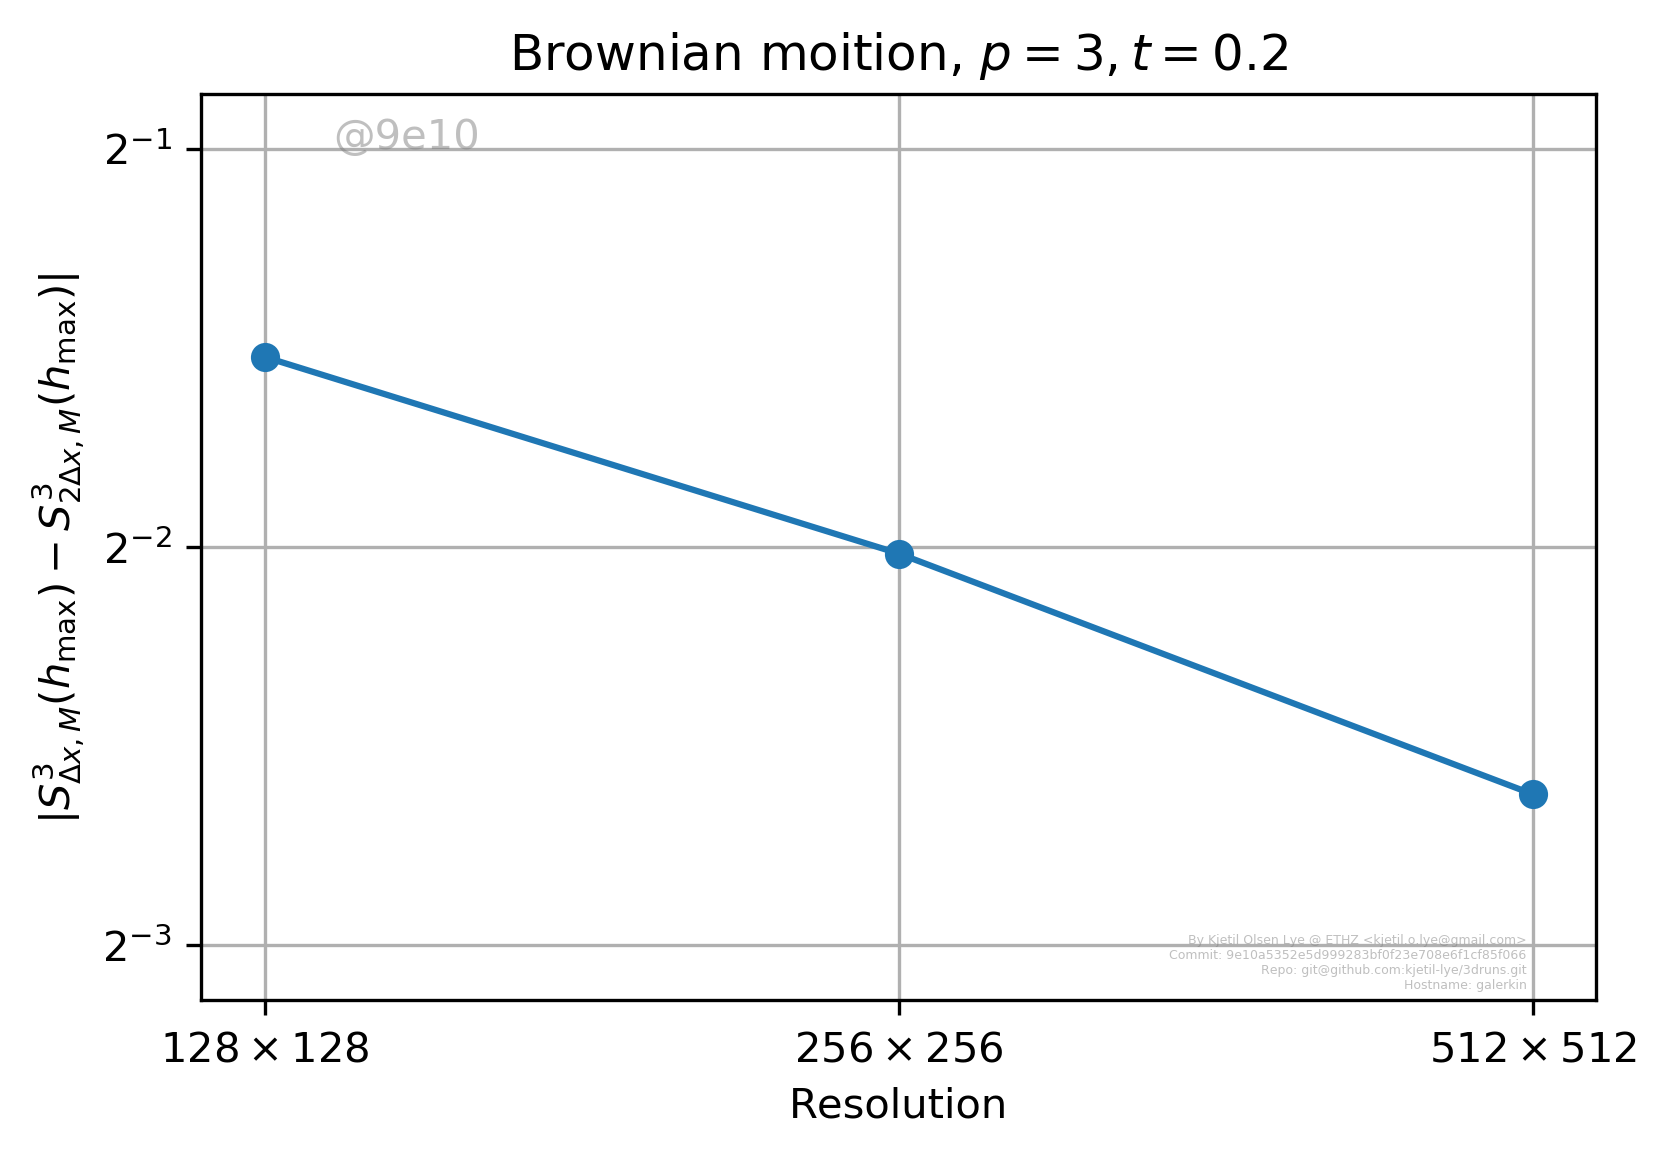 Brownian moition, p = 3, t = 0.2
@9e10
2⁻¹
2⁻²
2⁻³
|S³_{Δx, M}(h_max) − S³_{2Δx, M}(h_max)|
By Kjetil Olsen Lye @ ETHZ <kjetil.o.lye@gmail.com>
Commit: 9e10a5352e5d999283bf0f23e708e6f1cf85f066
Repo: git@github.com:kjetil-lye/3druns.git
Hostname: galerkin
128 × 128
256 × 256
512 × 512
Resolution